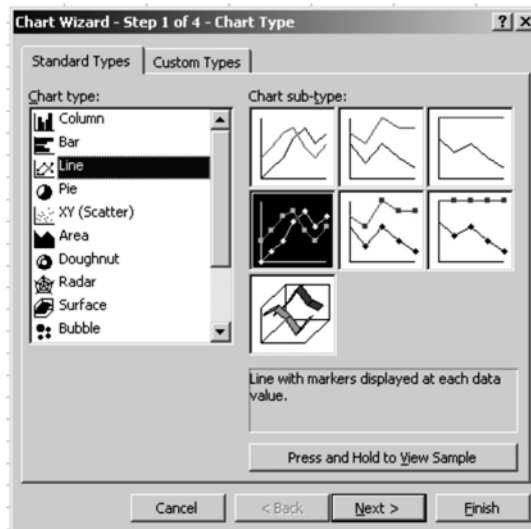 Chart Wizard - Step 1 of 4 - Chart Type
Standard Types
Custom Types
Chart type:
Column
Bar
Line
Pie
XY (Scatter)
Area
Doughnut
Radar
Surface
Bubble
Chart sub-type:
Line with markers displayed at each data
value.
Press and Hold to View Sample
Cancel
< Back
Next >
Finish